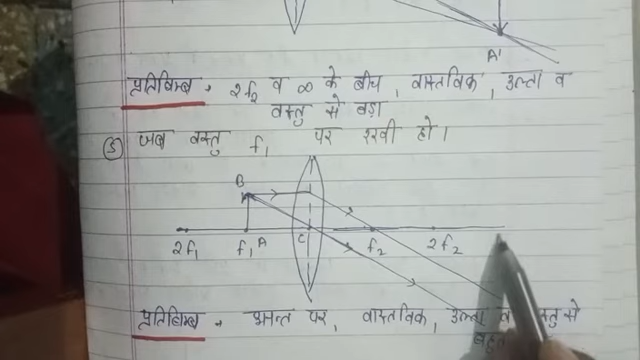 A'
प्रतिबिम्ब - 2f₂ व ∞ के बीच, वास्तविक, उल्टा व
वस्तु से बड़ा
⑤ जब वस्तु f₁ पर रखी हो।
B
2f₁ f₁ A C f₂ 2f₂
प्रतिबिम्ब - अनन्त पर, वास्तविक, उल्टा व वस्तु से
बहुत